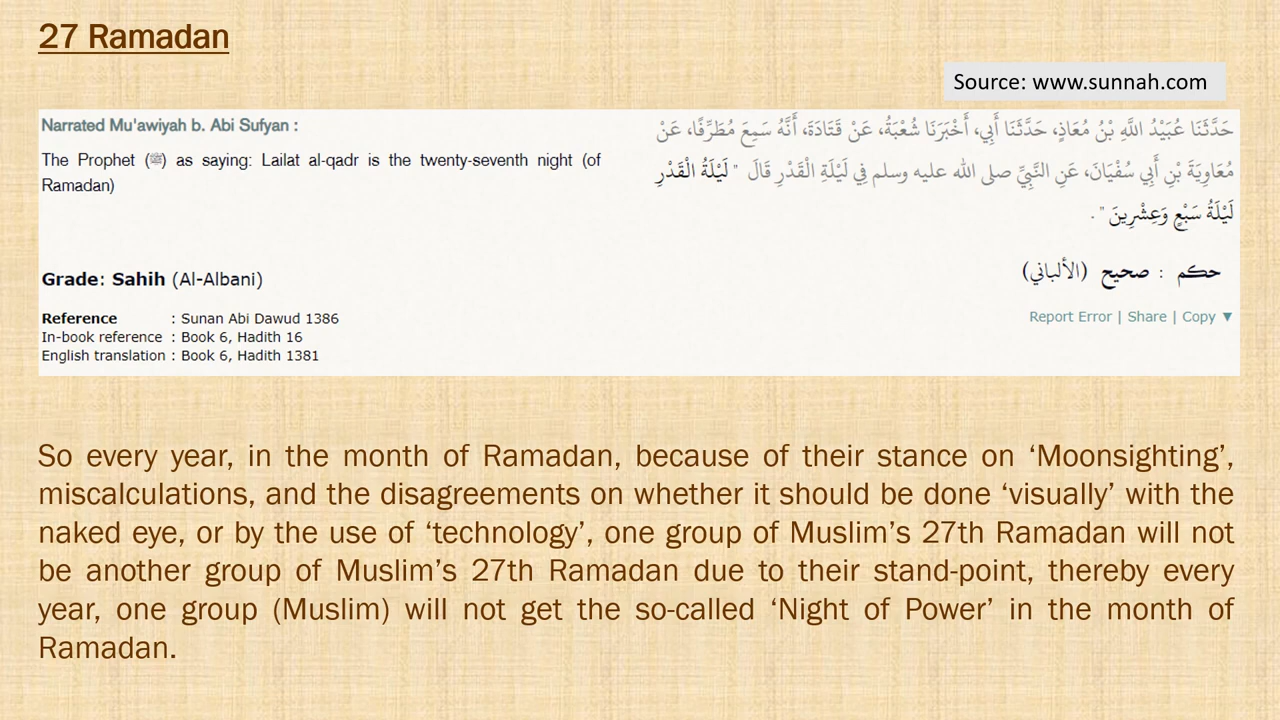 27 Ramadan
Source: www.sunnah.com
Narrated Mu'awiyah b. Abi Sufyan :
The Prophet (ﷺ) as saying: Lailat al-qadr is the twenty-seventh night (of
Ramadan)
حَدَّثَنَا عُبَيْدُ اللَّهِ بْنُ مُعَاذٍ، حَدَّثَنَا أَبِي، أَخْبَرَنَا شُعْبَةُ، عَنْ قَتَادَةَ، أَنَّهُ سَمِعَ مُطَرِّفًا، عَنْ
مُعَاوِيَةَ بْنِ أَبِي سُفْيَانَ، عَنِ النَّبِيِّ صلى الله عليه وسلم فِي لَيْلَةِ الْقَدْرِ قَالَ ‏"‏ لَيْلَةُ الْقَدْرِ
لَيْلَةُ سَبْعٍ وَعِشْرِينَ ‏"‏ ‏.‏
Grade: Sahih (Al-Albani)
حكم : صحيح (الألباني)
Reference : Sunan Abi Dawud 1386
In-book reference : Book 6, Hadith 16
English translation : Book 6, Hadith 1381
Report Error | Share | Copy ▼
So every year, in the month of Ramadan, because of their stance on ‘Moonsighting’,
miscalculations, and the disagreements on whether it should be done ‘visually’ with the
naked eye, or by the use of ‘technology’, one group of Muslim’s 27th Ramadan will not
be another group of Muslim’s 27th Ramadan due to their stand-point, thereby every
year, one group (Muslim) will not get the so-called ‘Night of Power’ in the month of
Ramadan.